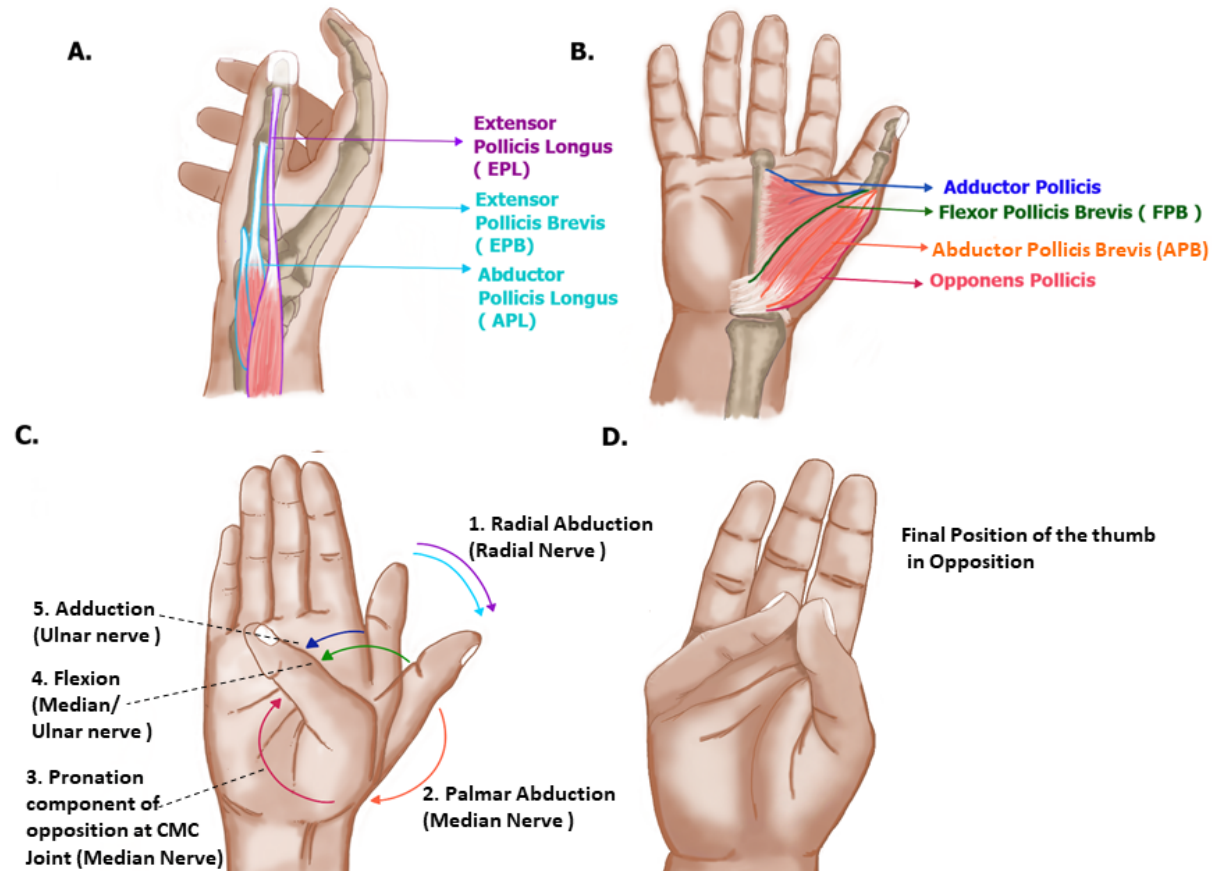 A.
Extensor
Pollicis Longus
( EPL)
Extensor
Pollicis Brevis
( EPB)
Abductor
Pollicis Longus
( APL)
B.
Adductor Pollicis
Flexor Pollicis Brevis ( FPB )
Abductor Pollicis Brevis (APB)
Opponens Pollicis
C.
1. Radial Abduction
(Radial Nerve )
5. Adduction
(Ulnar nerve )
4. Flexion
(Median/
Ulnar nerve )
3. Pronation
component of
opposition at CMC
Joint (Median Nerve)
2. Palmar Abduction
(Median Nerve )
D.
Final Position of the thumb
in Opposition